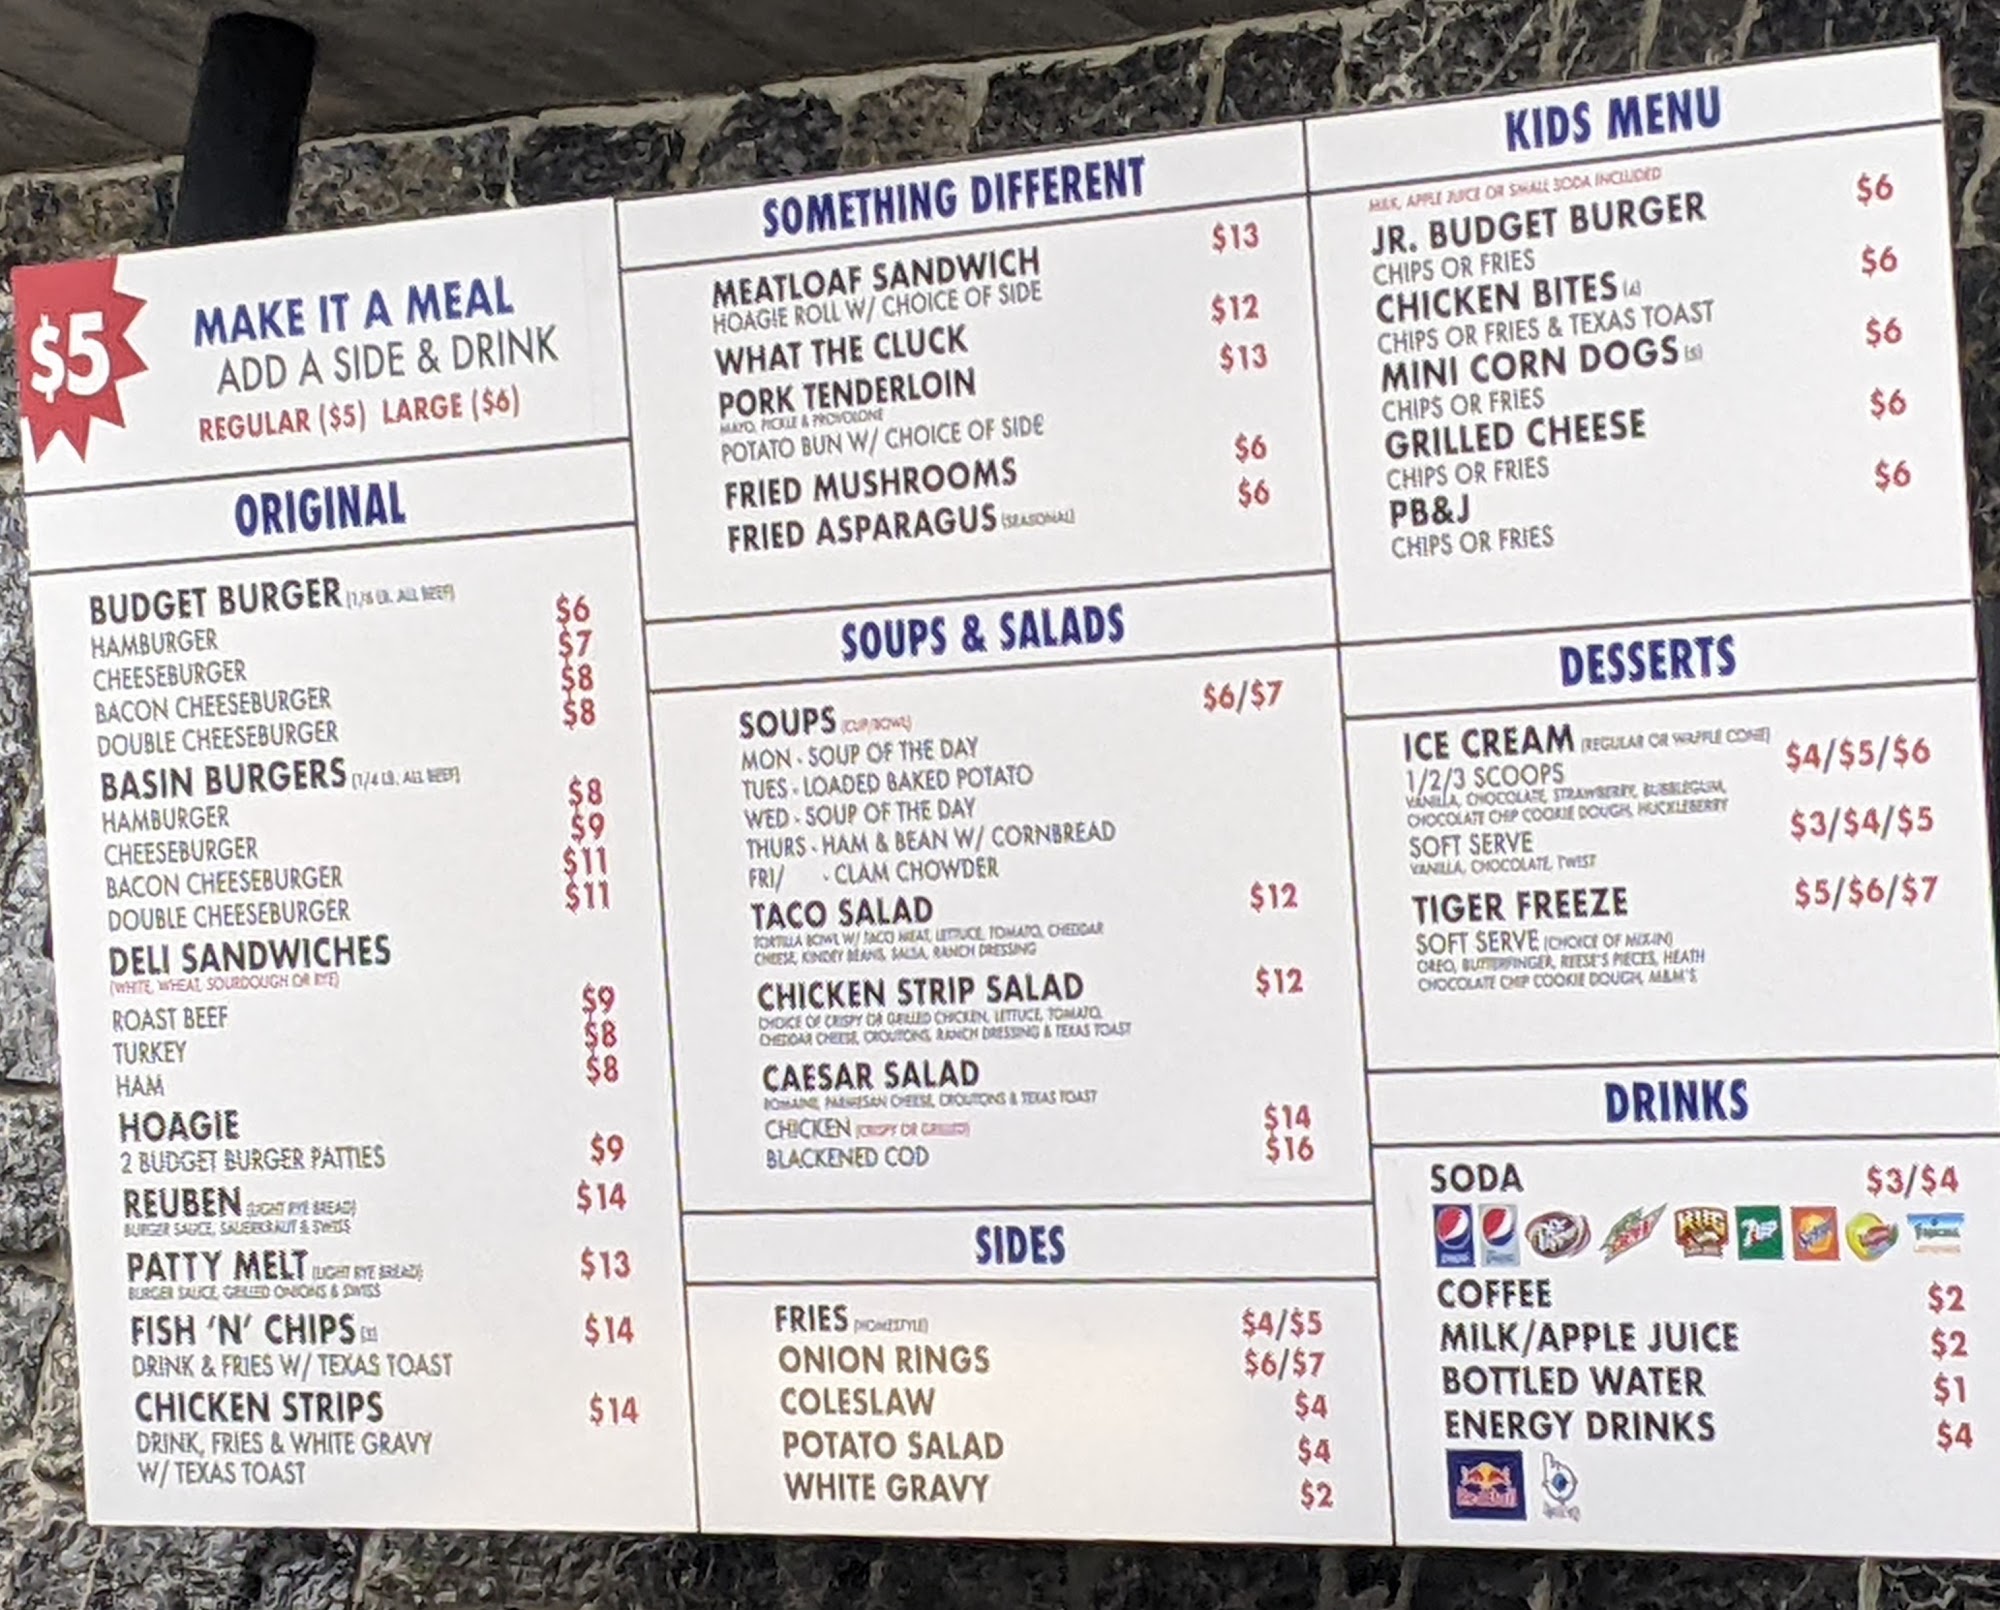 $5
MAKE IT A MEAL
ADD A SIDE & DRINK
REGULAR ($5) LARGE ($6)
ORIGINAL
BUDGET BURGER
HAMBURGER $6
CHEESEBURGER $7
BACON CHEESEBURGER $8
DOUBLE CHEESEBURGER $8
BASIN BURGERS (1/4 LB. ALL BEEF)
HAMBURGER $8
CHEESEBURGER $9
BACON CHEESEBURGER $11
DOUBLE CHEESEBURGER $11
DELI SANDWICHES
(WHITE, WHEAT, SOURDOUGH OR RYE)
ROAST BEEF $9
TURKEY $8
HAM $8
HOAGIE
2 BUDGET BURGER PATTIES $9
REUBEN (LIGHT RYE BREAD) $14
BURGER SAUCE, SAUERKRAUT & SWISS
PATTY MELT (LIGHT RYE BREAD) $13
BURGER SAUCE, GRILLED ONIONS & SWISS
FISH 'N' CHIPS $14
DRINK & FRIES W/ TEXAS TOAST
CHICKEN STRIPS $14
DRINK, FRIES & WHITE GRAVY
W/ TEXAS TOAST
SOMETHING DIFFERENT
MEATLOAF SANDWICH $13
HOAGIE ROLL W/ CHOICE OF SIDE
WHAT THE CLUCK $12
PORK TENDERLOIN $13
MAYO, PICKLE & PROVOLONE
POTATO BUN W/ CHOICE OF SIDE
FRIED MUSHROOMS $6
FRIED ASPARAGUS (SEASONAL) $6
SOUPS & SALADS
SOUPS (CUP/BOWL) $6/$7
MON - SOUP OF THE DAY
TUES - LOADED BAKED POTATO
WED - SOUP OF THE DAY
THURS - HAM & BEAN W/ CORNBREAD
FRI/ - CLAM CHOWDER
TACO SALAD $12
TORTILLA BOWL W/ TACO MEAT, LETTUCE, TOMATO, CHEDDAR
CHEESE, KINDEY BEANS, SALSA, RANCH DRESSING
CHICKEN STRIP SALAD $12
CHOICE OF CRISPY OR GRILLED CHICKEN, LETTUCE, TOMATO,
CHEDDAR CHEESE, CROUTONS, RANCH DRESSING & TEXAS TOAST
CAESAR SALAD
ROMAINE, PARMESAN CHEESE, CROUTONS & TEXAS TOAST
CHICKEN (CRISPY OR GRILLED) $14
BLACKENED COD $16
SIDES
FRIES (HOMESTYLE) $4/$5
ONION RINGS $6/$7
COLESLAW $4
POTATO SALAD $4
WHITE GRAVY $2
KIDS MENU
MILK, APPLE JUICE OR SMALL SODA INCLUDED
JR. BUDGET BURGER $6
CHIPS OR FRIES
CHICKEN BITES (4) $6
CHIPS OR FRIES & TEXAS TOAST
MINI CORN DOGS $6
CHIPS OR FRIES
GRILLED CHEESE $6
CHIPS OR FRIES
PB&J $6
CHIPS OR FRIES
DESSERTS
ICE CREAM (REGULAR OR WAFFLE CONE)
1/2/3 SCOOPS $4/$5/$6
VANILLA, CHOCOLATE, STRAWBERRY, BUBBLEGUM,
CHOCOLATE CHIP COOKIE DOUGH, HUCKLEBERRY
SOFT SERVE $3/$4/$5
VANILLA, CHOCOLATE, TWIST
TIGER FREEZE $5/$6/$7
SOFT SERVE (CHOICE OF MIX-IN)
OREO, BUTTERFINGER, REESE'S PIECES, HEATH
CHOCOLATE CHIP COOKIE DOUGH, M&M'S
DRINKS
SODA $3/$4
COFFEE $2
MILK/APPLE JUICE $2
BOTTLED WATER $1
ENERGY DRINKS $4